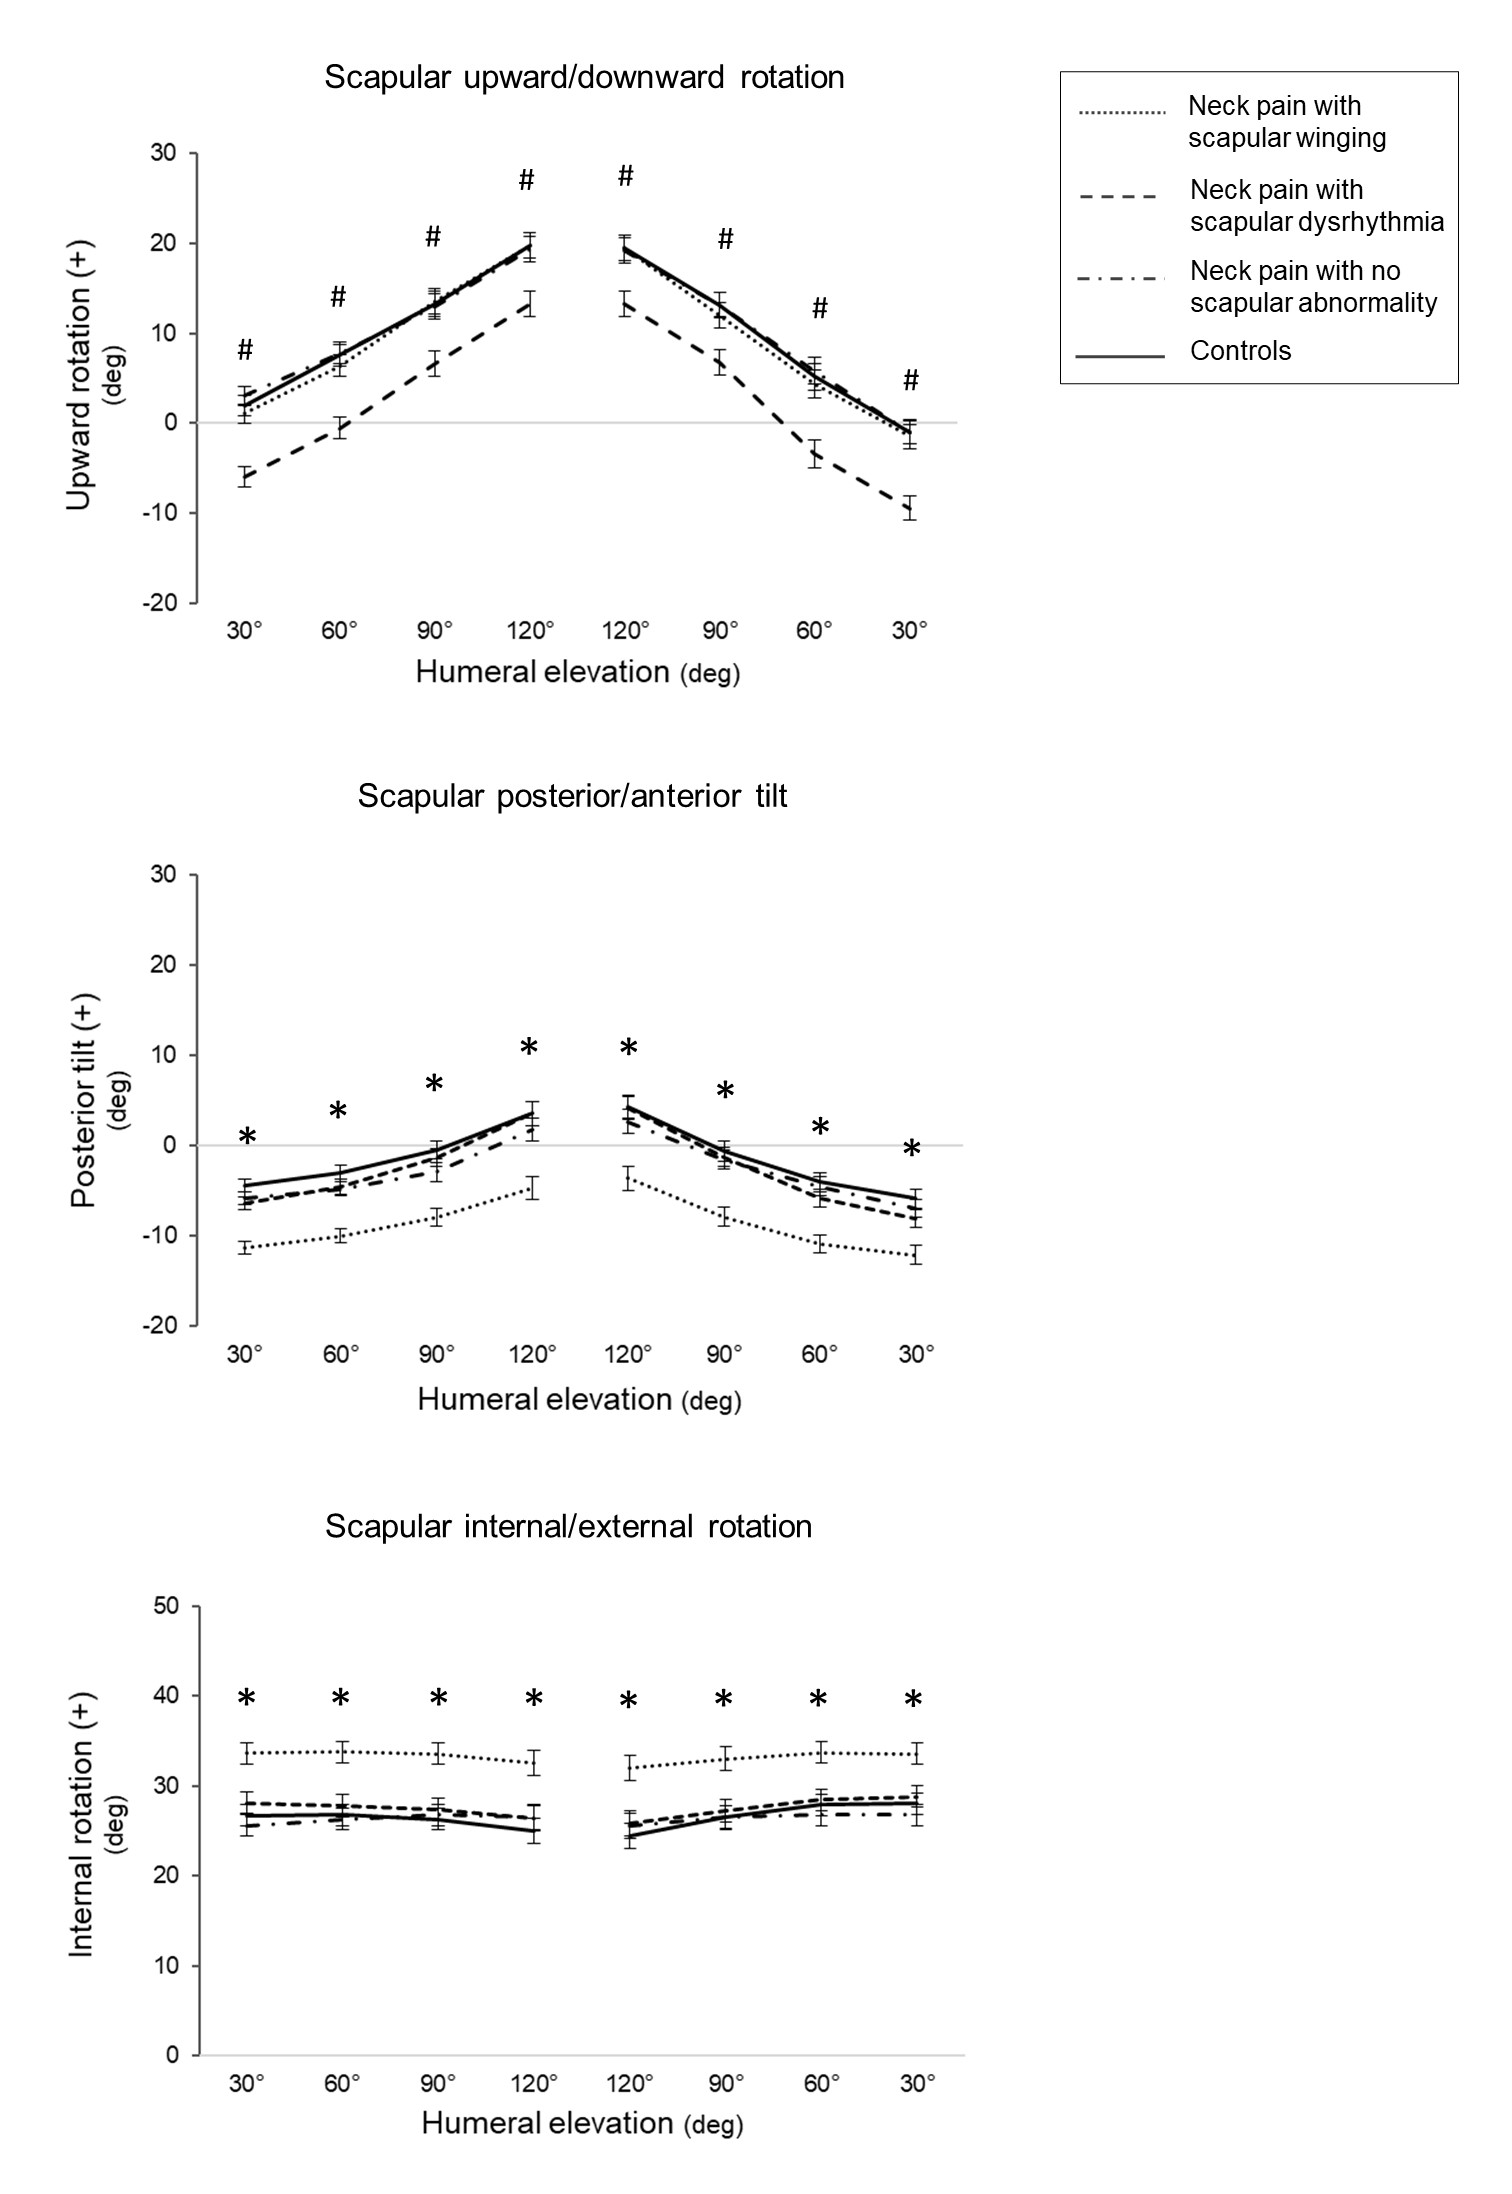 Scapular upward/downward rotation
Neck pain with
scapular winging
Neck pain with
scapular dysrhythmia
Neck pain with no
scapular abnormality
Controls
Upward rotation (+)
(deg)
30
20
10
0
-10
-20
# # # # # # # #
30° 60° 90° 120° 120° 90° 60° 30°
Humeral elevation (deg)
Scapular posterior/anterior tilt
Posterior tilt (+)
(deg)
30
20
10
0
-10
-20
* * * * * * * *
30° 60° 90° 120° 120° 90° 60° 30°
Humeral elevation (deg)
Scapular internal/external rotation
Internal rotation (+)
(deg)
50
40
30
20
10
0
* * * * * * * *
30° 60° 90° 120° 120° 90° 60° 30°
Humeral elevation (deg)